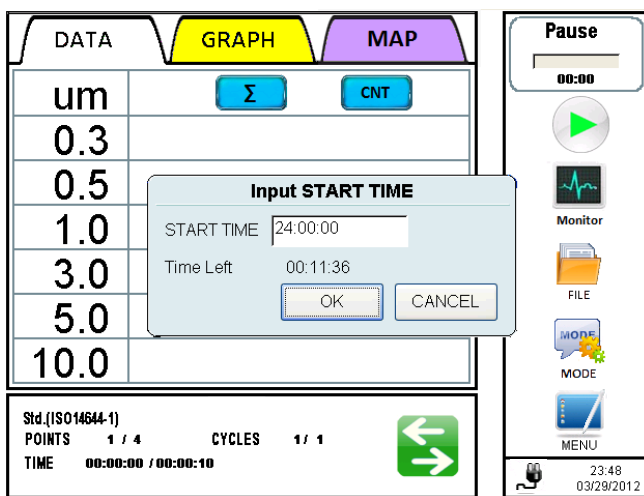 DATA
GRAPH
MAP
um
Σ
CNT
0.3
0.5
1.0
3.0
5.0
10.0
Input START TIME
START TIME 24:00:00
Time Left 00:11:36
OK
CANCEL
Std.(ISO14644-1)
POINTS 1 / 4 CYCLES 1/ 1
TIME 00:00:00 / 00:00:10
Pause
00:00
Monitor
FILE
MODE
MODE
MENU
23:48
03/29/2012